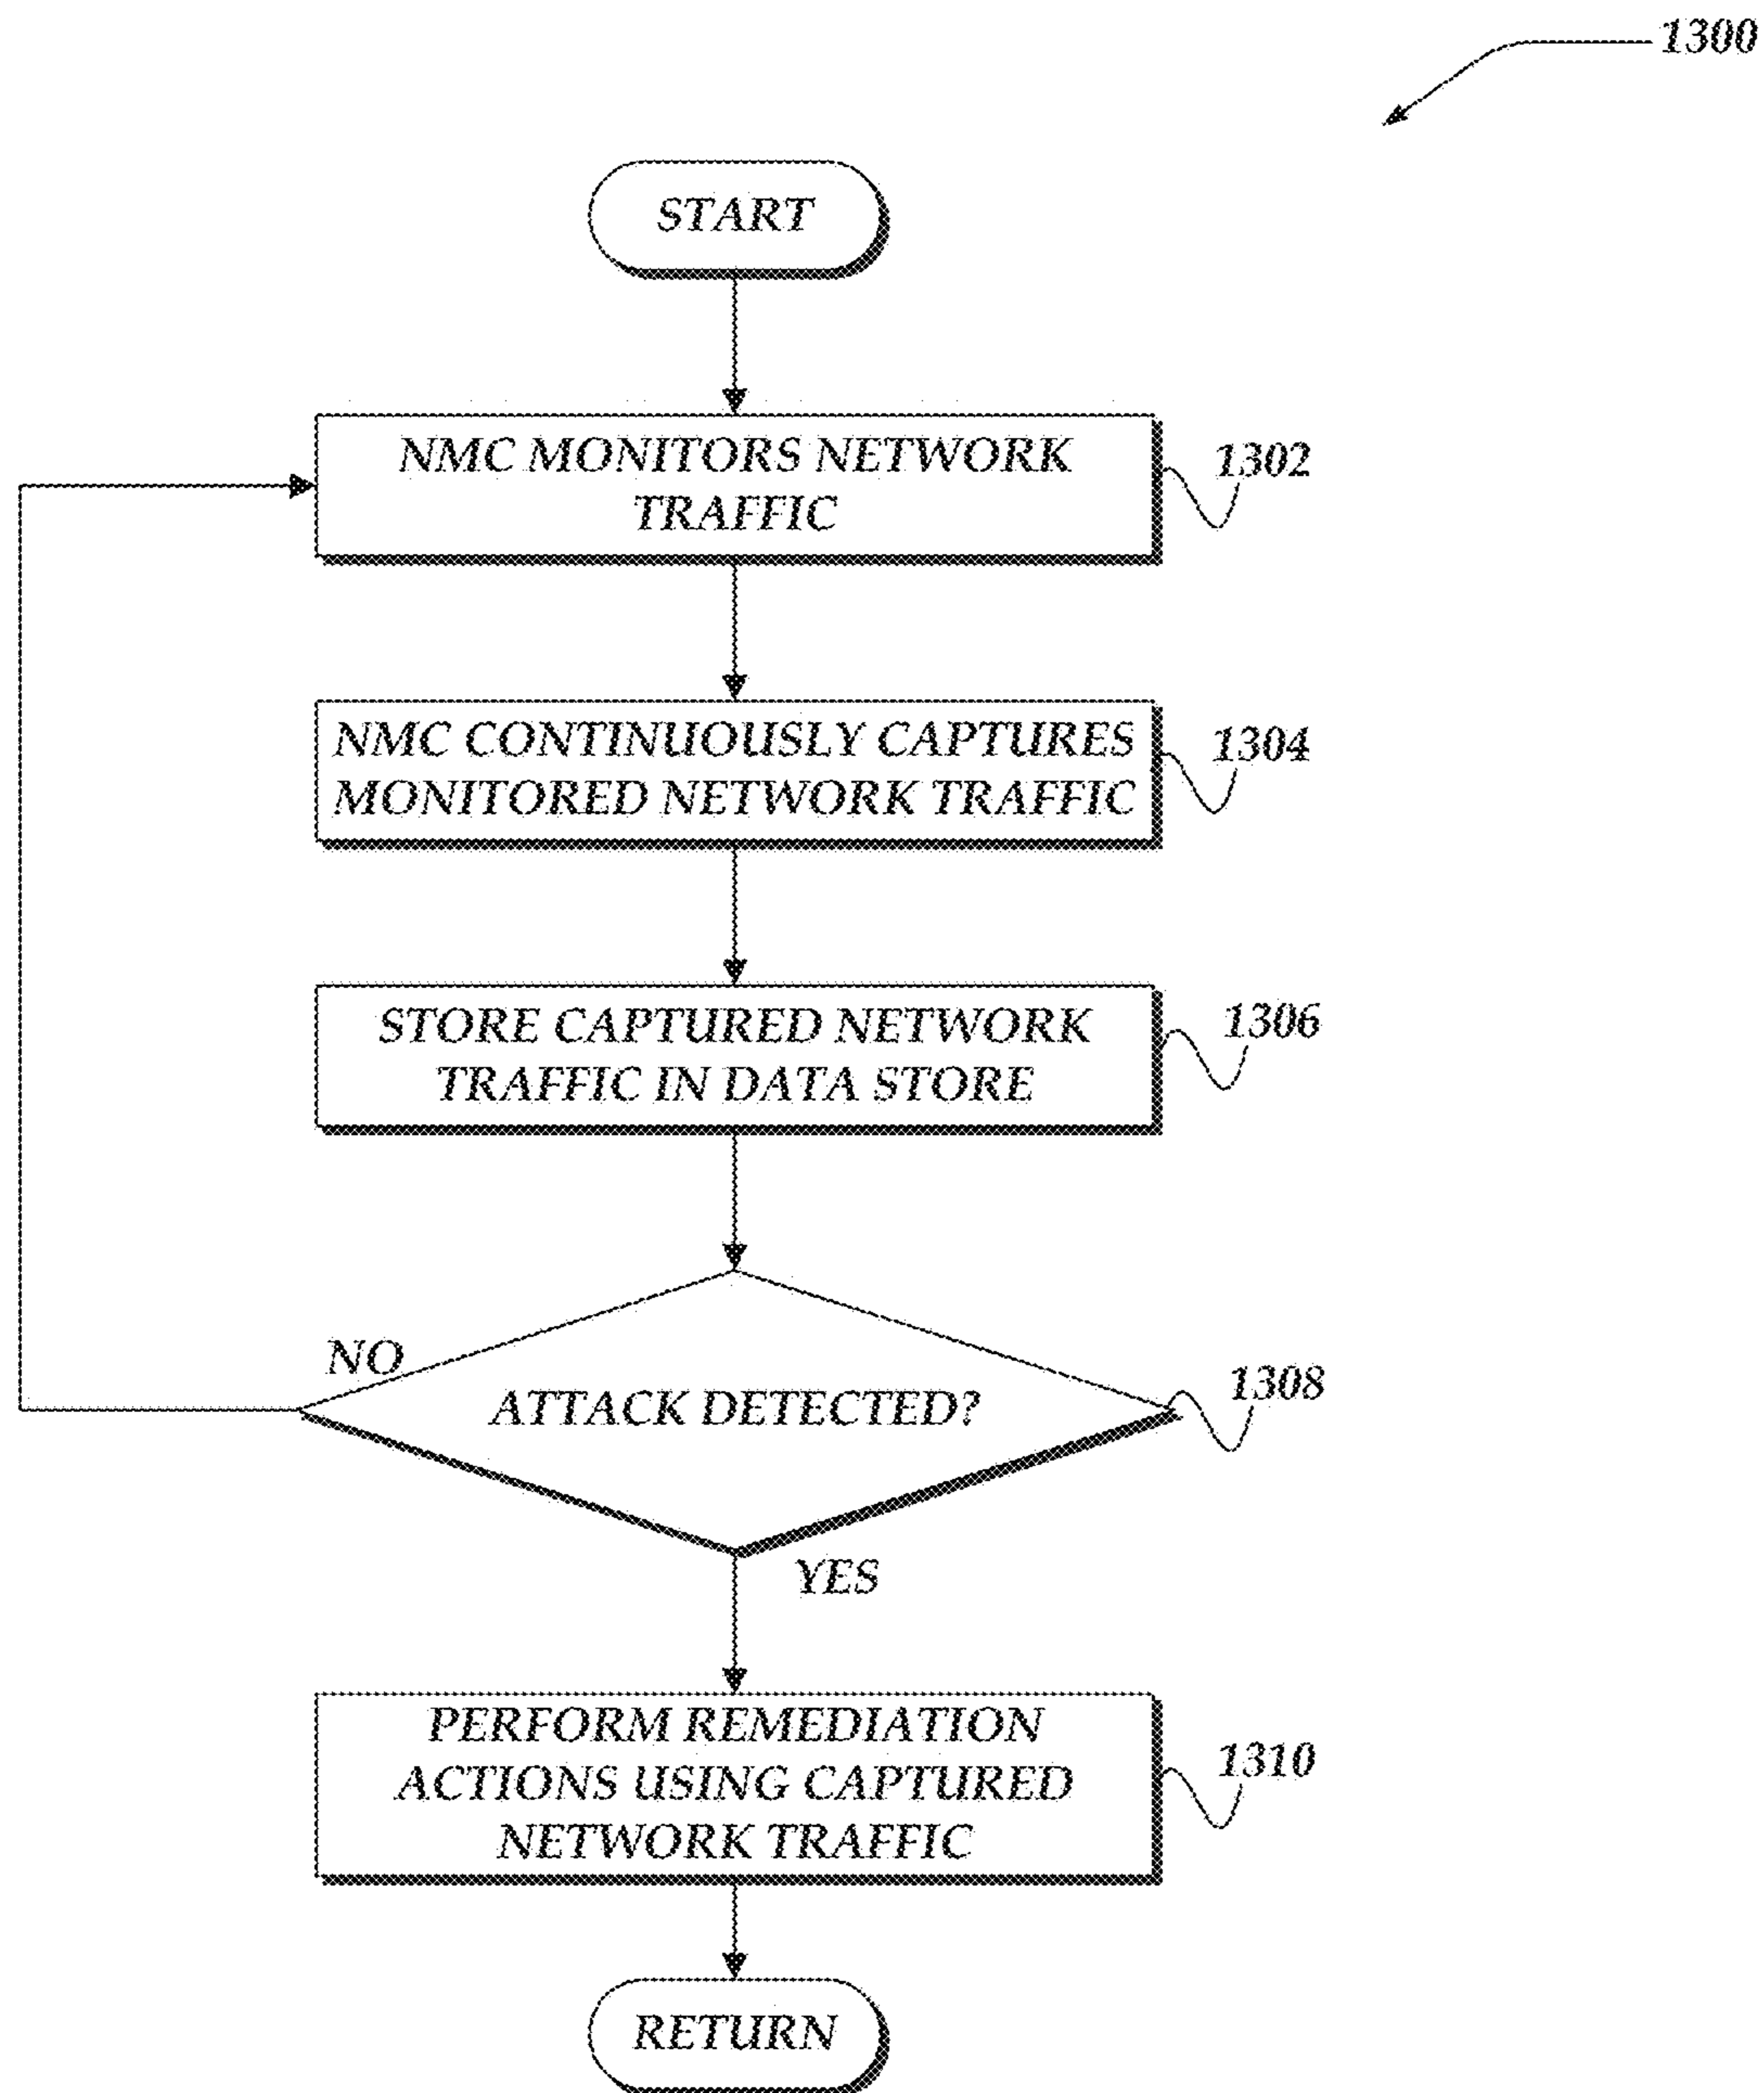 1300
START
NMC MONITORS NETWORK
TRAFFIC
1302
NMC CONTINUOUSLY CAPTURES
MONITORED NETWORK TRAFFIC
1304
STORE CAPTURED NETWORK
TRAFFIC IN DATA STORE
1306
NO
ATTACK DETECTED?
1308
YES
PERFORM REMEDIATION
ACTIONS USING CAPTURED
NETWORK TRAFFIC
1310
RETURN